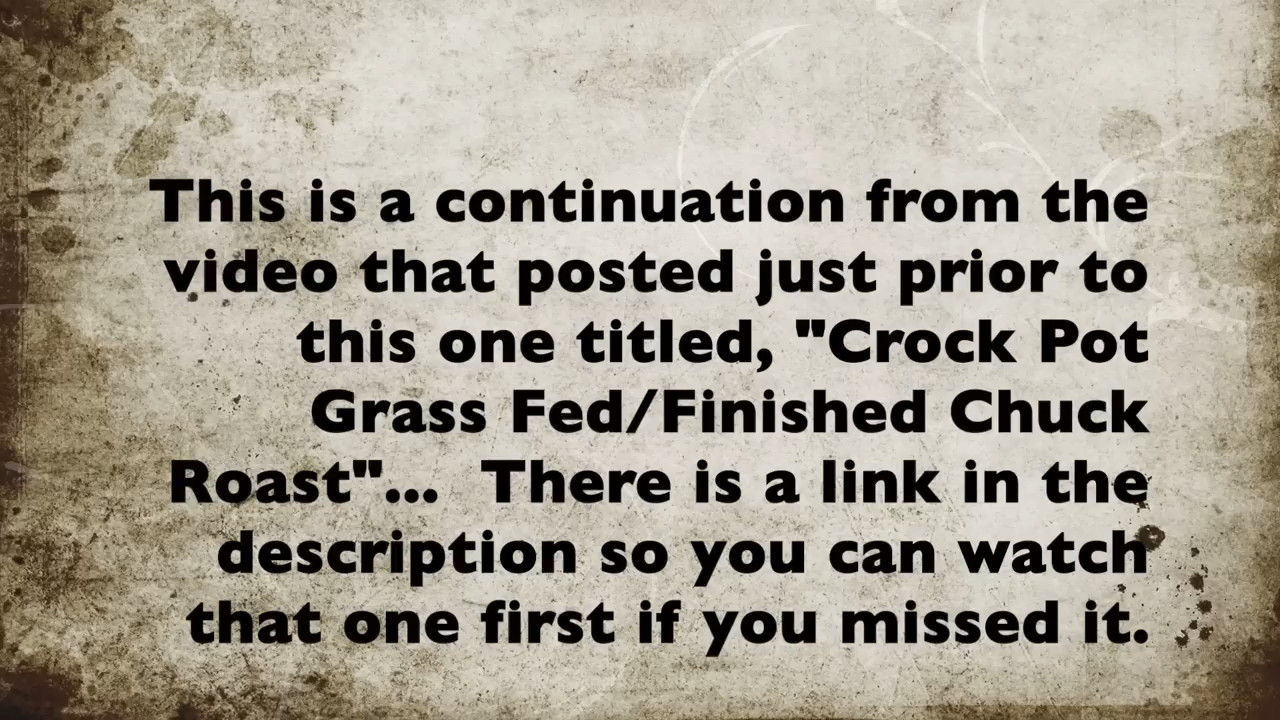 This is a continuation from the
video that posted just prior to
this one titled, "Crock Pot
Grass Fed/Finished Chuck
Roast"...  There is a link in the
description so you can watch
that one first if you missed it.